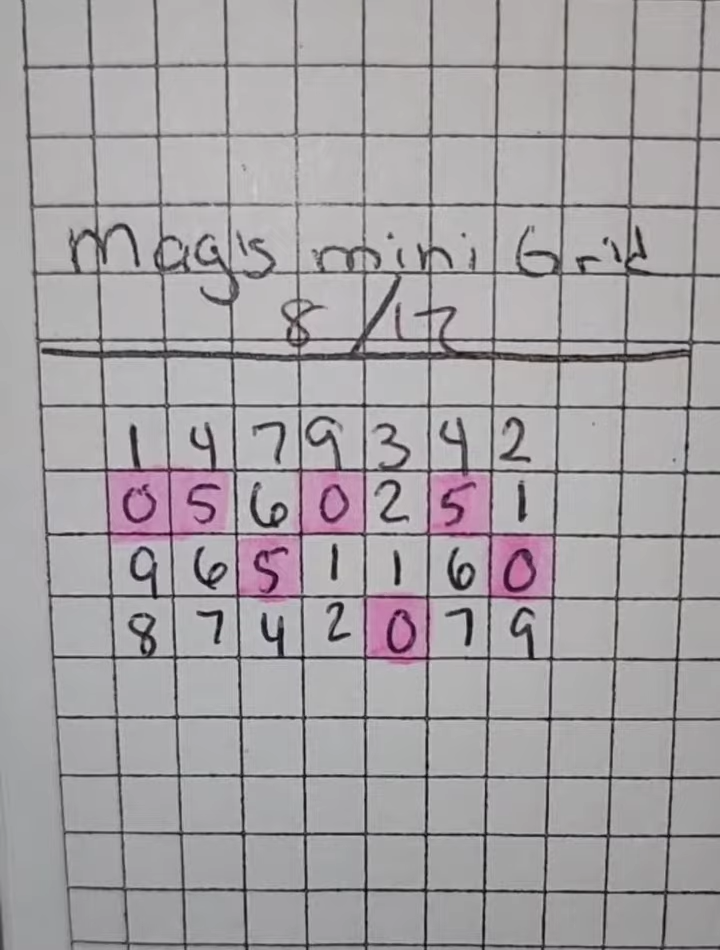 Mag's mini Grid
8/12
1 4 7 9 3 4 2
0 5 6 0 2 5 1
9 6 5 1 1 6 0
8 7 4 2 0 7 9